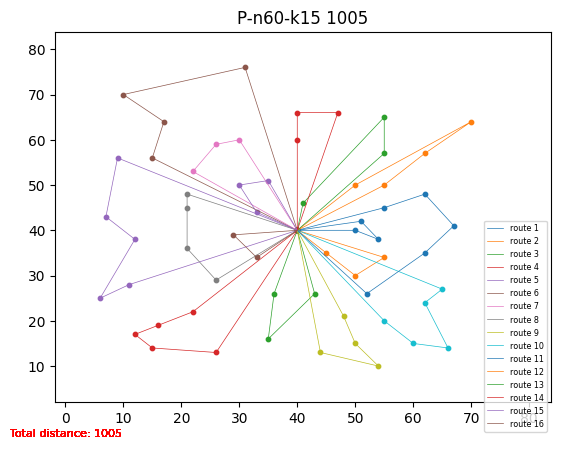 P-n60-k15 1005
80
70
60
50
40
30
20
10
0 10 20 30 40 50 60 70 80
route 1
route 2
route 3
route 4
route 5
route 6
route 7
route 8
route 9
route 10
route 11
route 12
route 13
route 14
route 15
route 16
Total distance: 1005